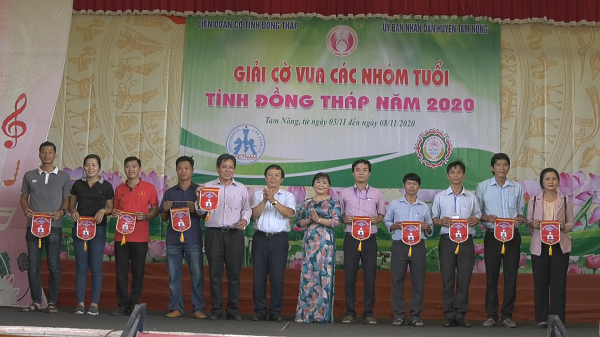 LIÊN ĐOÀN CỜ TỈNH ĐỒNG THÁP
ỦY BAN NHÂN DÂN HUYỆN TAM NÔNG
GIẢI CỜ VUA CÁC NHÓM TUỔI
TỈNH ĐỒNG THÁP NĂM 2020
Tam Nông, từ ngày 05/11 đến ngày 08/11/2020
VIETNAM